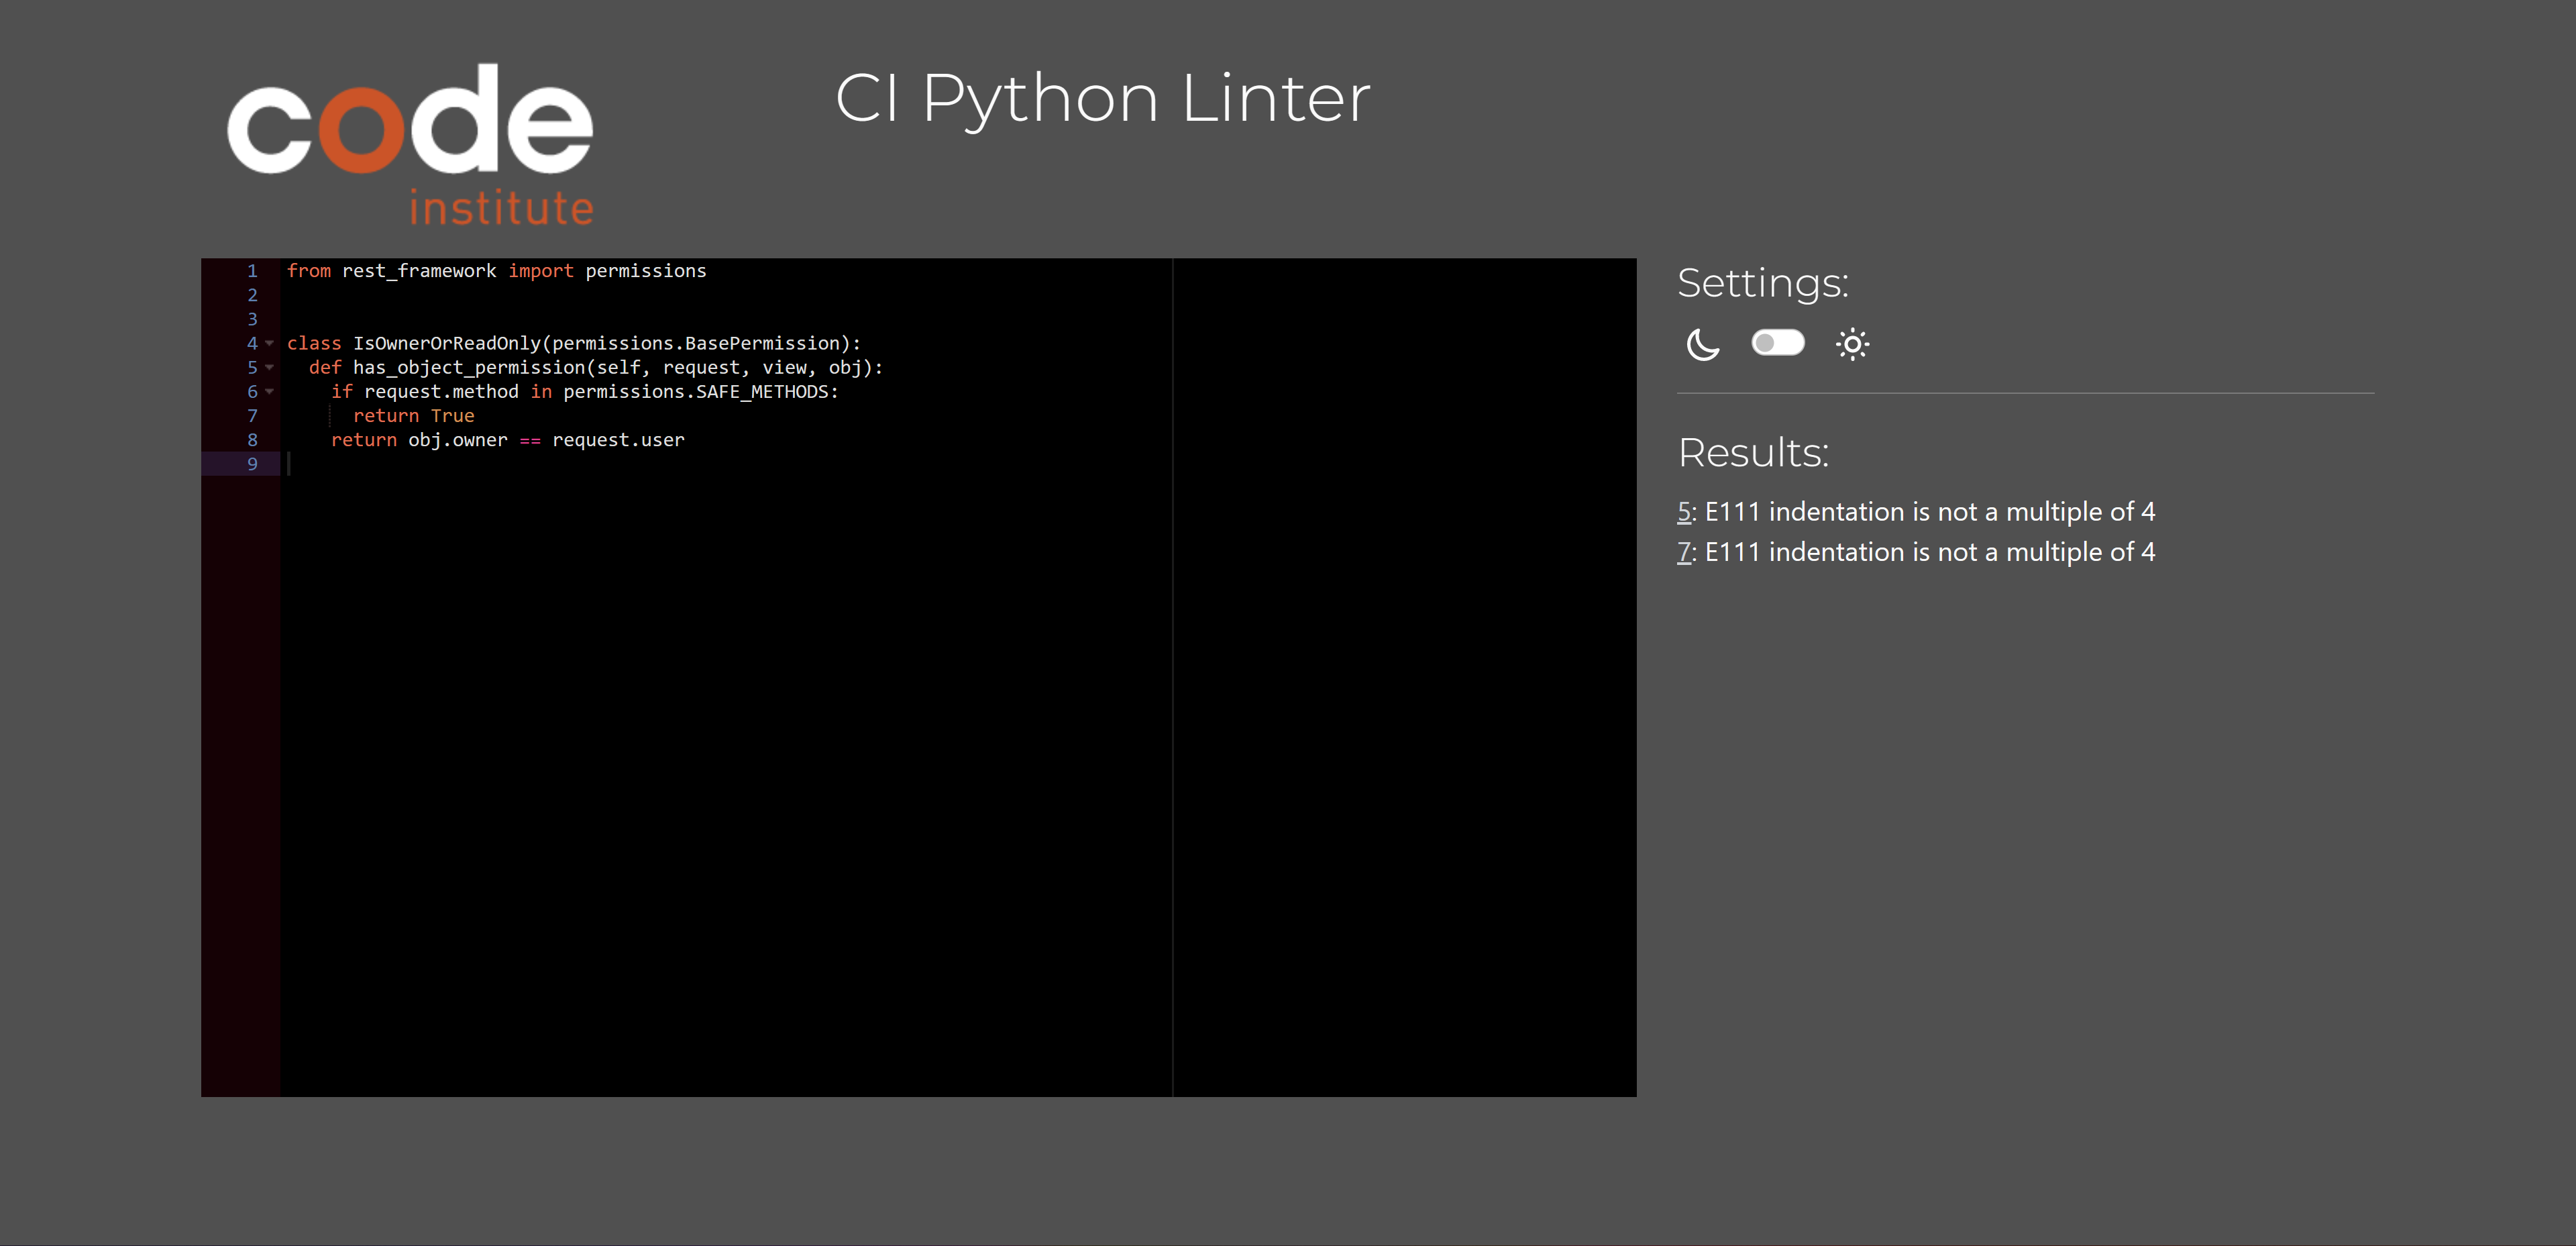 code
institute
CI Python Linter
1 from rest_framework import permissions
2
3
4 class IsOwnerOrReadOnly(permissions.BasePermission):
5   def has_object_permission(self, request, view, obj):
6     if request.method in permissions.SAFE_METHODS:
7       return True
8     return obj.owner == request.user
9
Settings:
Results:
5: E111 indentation is not a multiple of 4
7: E111 indentation is not a multiple of 4